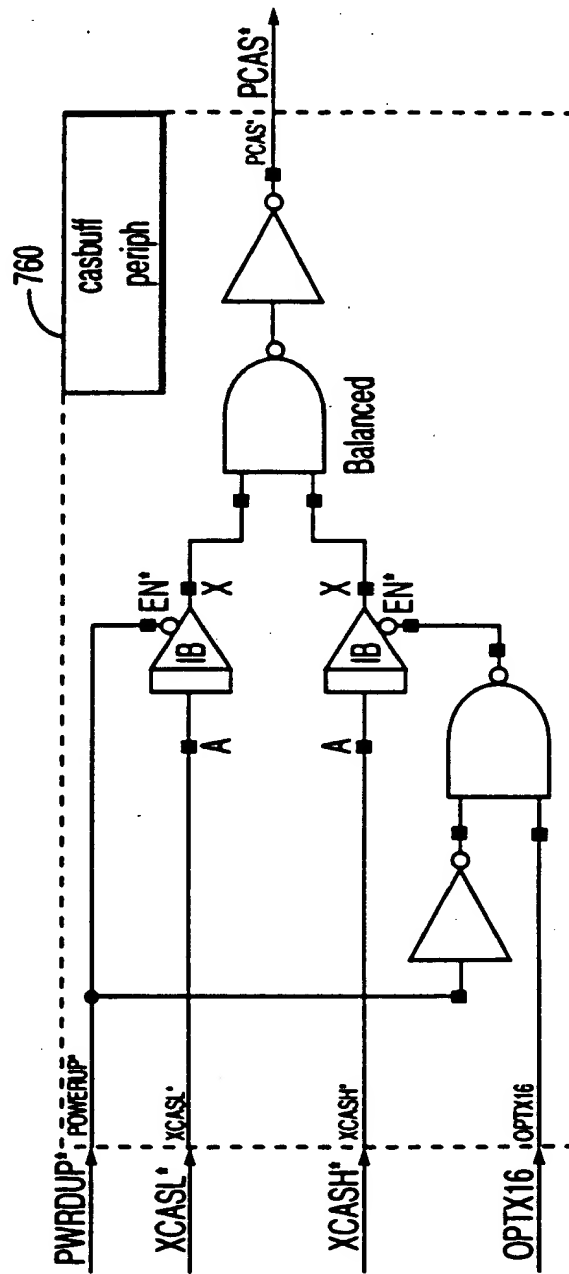 760
casbuff
periph
PWRDUP*
POWERUP*
XCASL*
XCASL*
XCASH*
XCASH*
OPTX16
OPTX16
A
A
IB
IB
EN*
X
X
EN*
Balanced
PCAS*
PCAS*